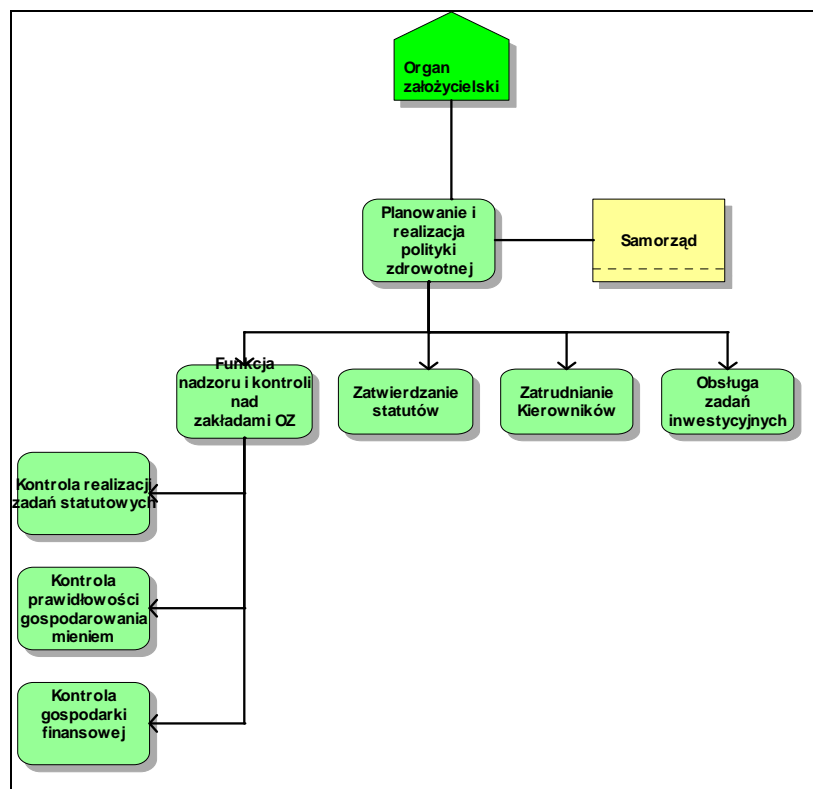 Organ
założycielski
Planowanie i
realizacja
polityki
zdrowotnej
Samorząd
Funkcja
nadzoru i kontroli
nad
zakładami OZ
Zatwierdzanie
statutów
Zatrudnianie
Kierowników
Obsługa
zadań
inwestycyjnych
Kontrola realizacji
zadań statutowych
Kontrola
prawidłowości
gospodarowania
mieniem
Kontrola
gospodarki
finansowej